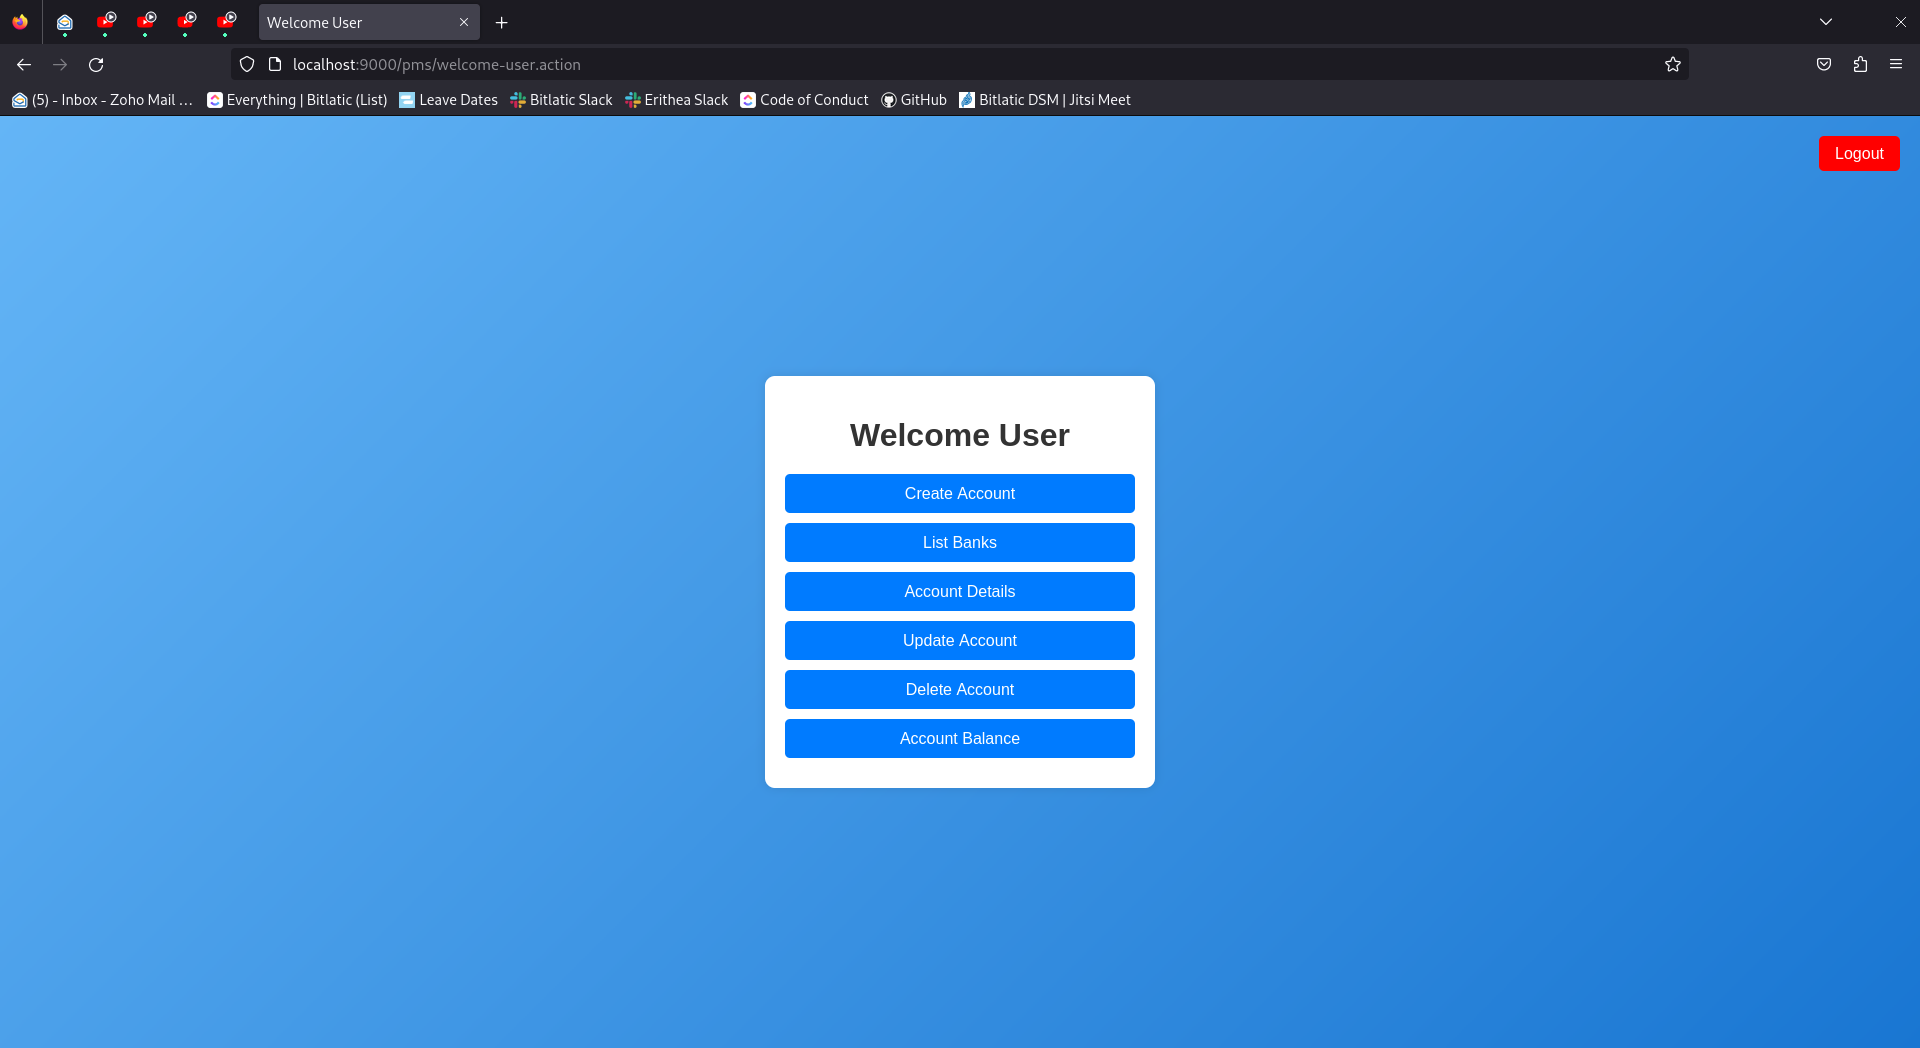 Welcome User
localhost:9000/pms/welcome-user.action
(5) - Inbox - Zoho Mail ... Everything | Bitlatic (List) Leave Dates Bitlatic Slack Erithea Slack Code of Conduct GitHub Bitlatic DSM | Jitsi Meet
Logout
Welcome User
Create Account
List Banks
Account Details
Update Account
Delete Account
Account Balance